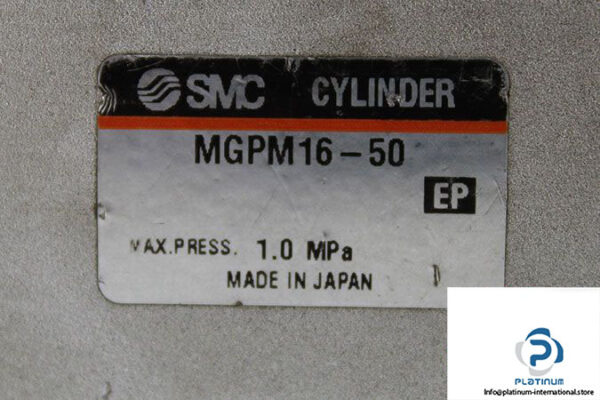 SMC CYLINDER
MGPM16-50
EP
MAX.PRESS. 1.0 MPa
MADE IN JAPAN
PLATINUM
Info@platinum-international.store